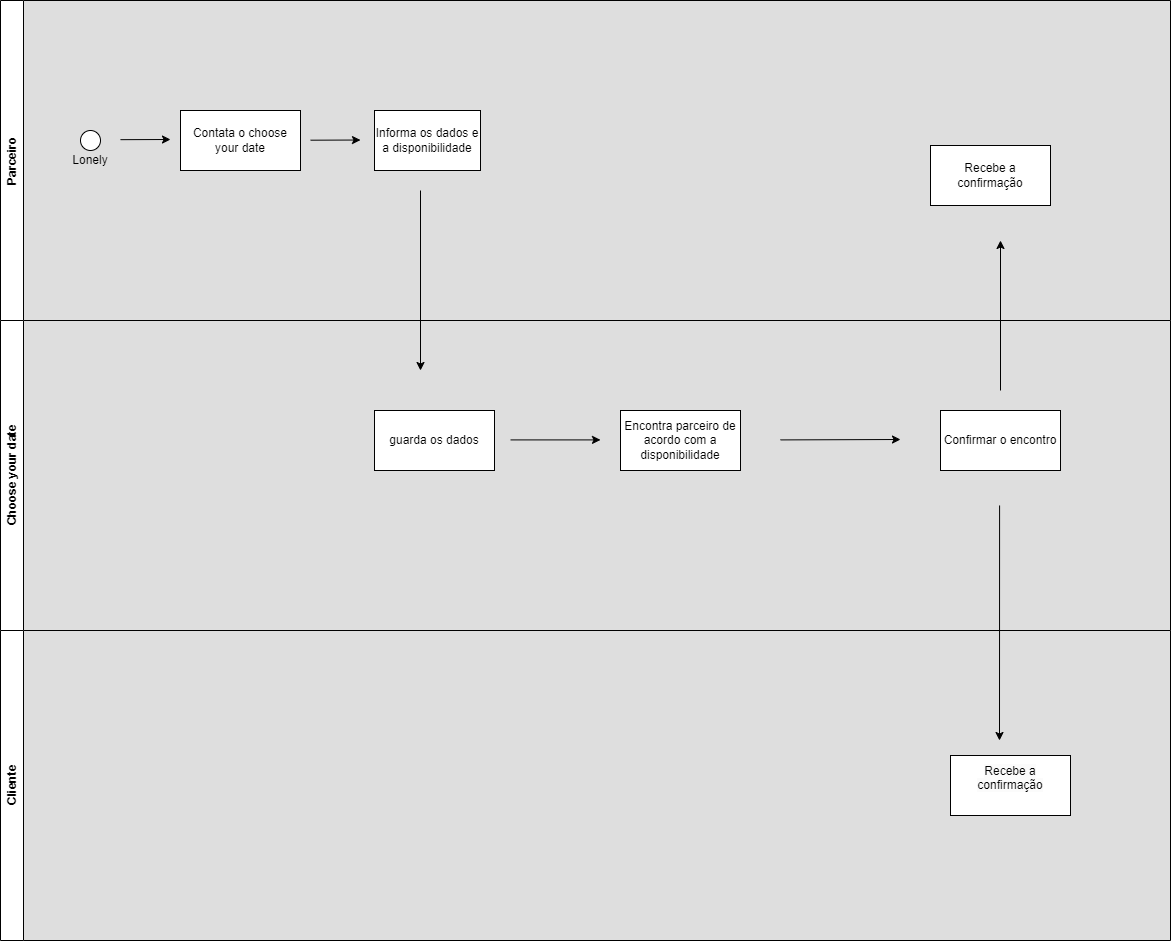 Parceiro
Lonely
Contata o choose
your date
Informa os dados e
a disponibilidade
Recebe a
confirmação
Choose your date
guarda os dados
Encontra parceiro de
acordo com a
disponibilidade
Confirmar o encontro
Cliente
Recebe a
confirmação